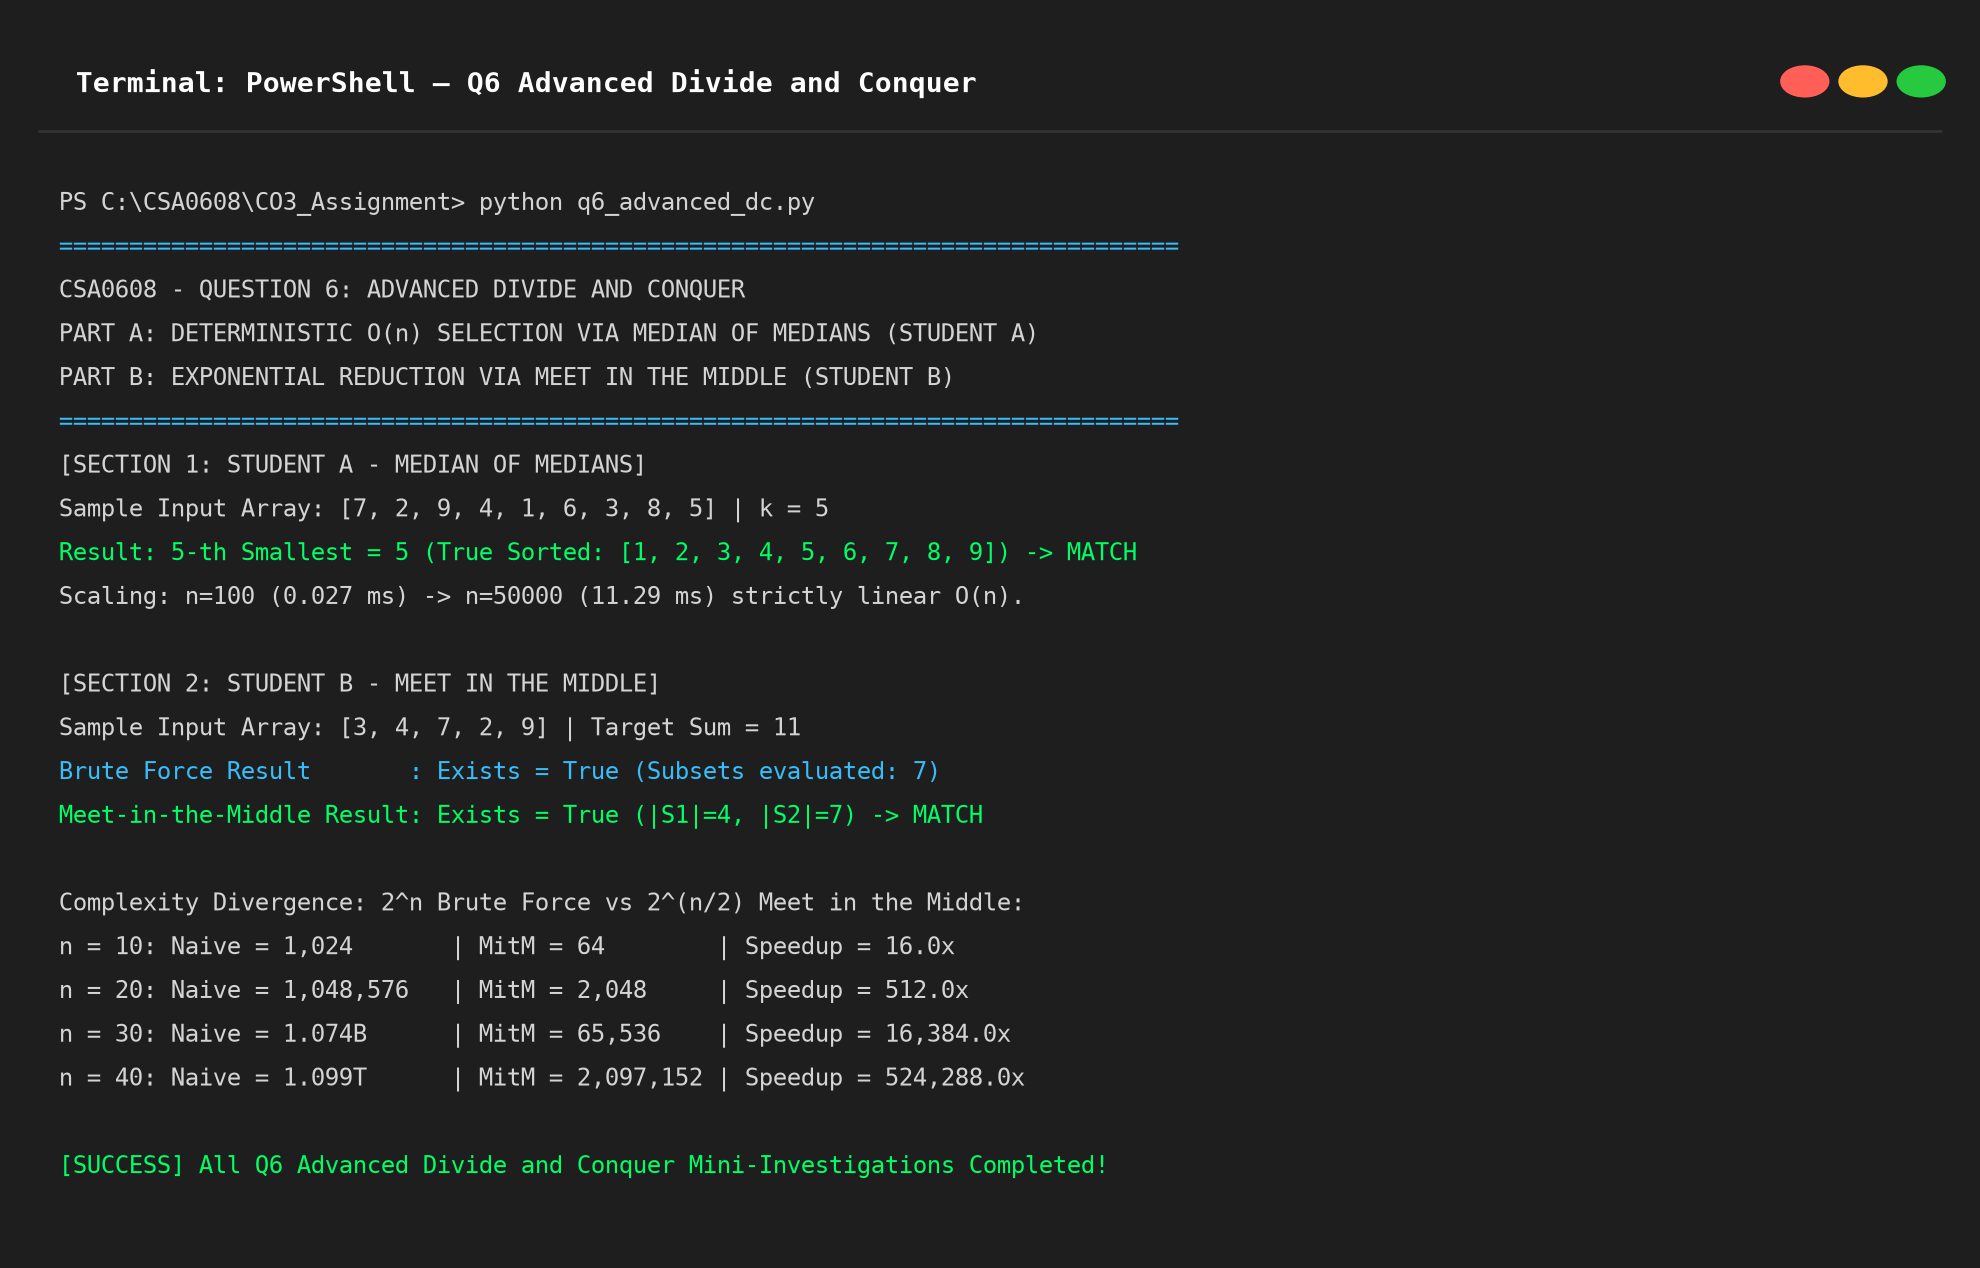 Terminal: PowerShell — Q6 Advanced Divide and Conquer
PS C:\CSA0608\CO3_Assignment> python q6_advanced_dc.py
================================================================================
CSA0608 - QUESTION 6: ADVANCED DIVIDE AND CONQUER
PART A: DETERMINISTIC O(n) SELECTION VIA MEDIAN OF MEDIANS (STUDENT A)
PART B: EXPONENTIAL REDUCTION VIA MEET IN THE MIDDLE (STUDENT B)
================================================================================
[SECTION 1: STUDENT A - MEDIAN OF MEDIANS]
Sample Input Array: [7, 2, 9, 4, 1, 6, 3, 8, 5] | k = 5
Result: 5-th Smallest = 5 (True Sorted: [1, 2, 3, 4, 5, 6, 7, 8, 9]) -> MATCH
Scaling: n=100 (0.027 ms) -> n=50000 (11.29 ms) strictly linear O(n).
[SECTION 2: STUDENT B - MEET IN THE MIDDLE]
Sample Input Array: [3, 4, 7, 2, 9] | Target Sum = 11
Brute Force Result       : Exists = True (Subsets evaluated: 7)
Meet-in-the-Middle Result: Exists = True (|S1|=4, |S2|=7) -> MATCH
Complexity Divergence: 2^n Brute Force vs 2^(n/2) Meet in the Middle:
n = 10: Naive = 1,024       | MitM = 64        | Speedup = 16.0x
n = 20: Naive = 1,048,576   | MitM = 2,048     | Speedup = 512.0x
n = 30: Naive = 1.074B      | MitM = 65,536    | Speedup = 16,384.0x
n = 40: Naive = 1.099T      | MitM = 2,097,152 | Speedup = 524,288.0x
[SUCCESS] All Q6 Advanced Divide and Conquer Mini-Investigations Completed!